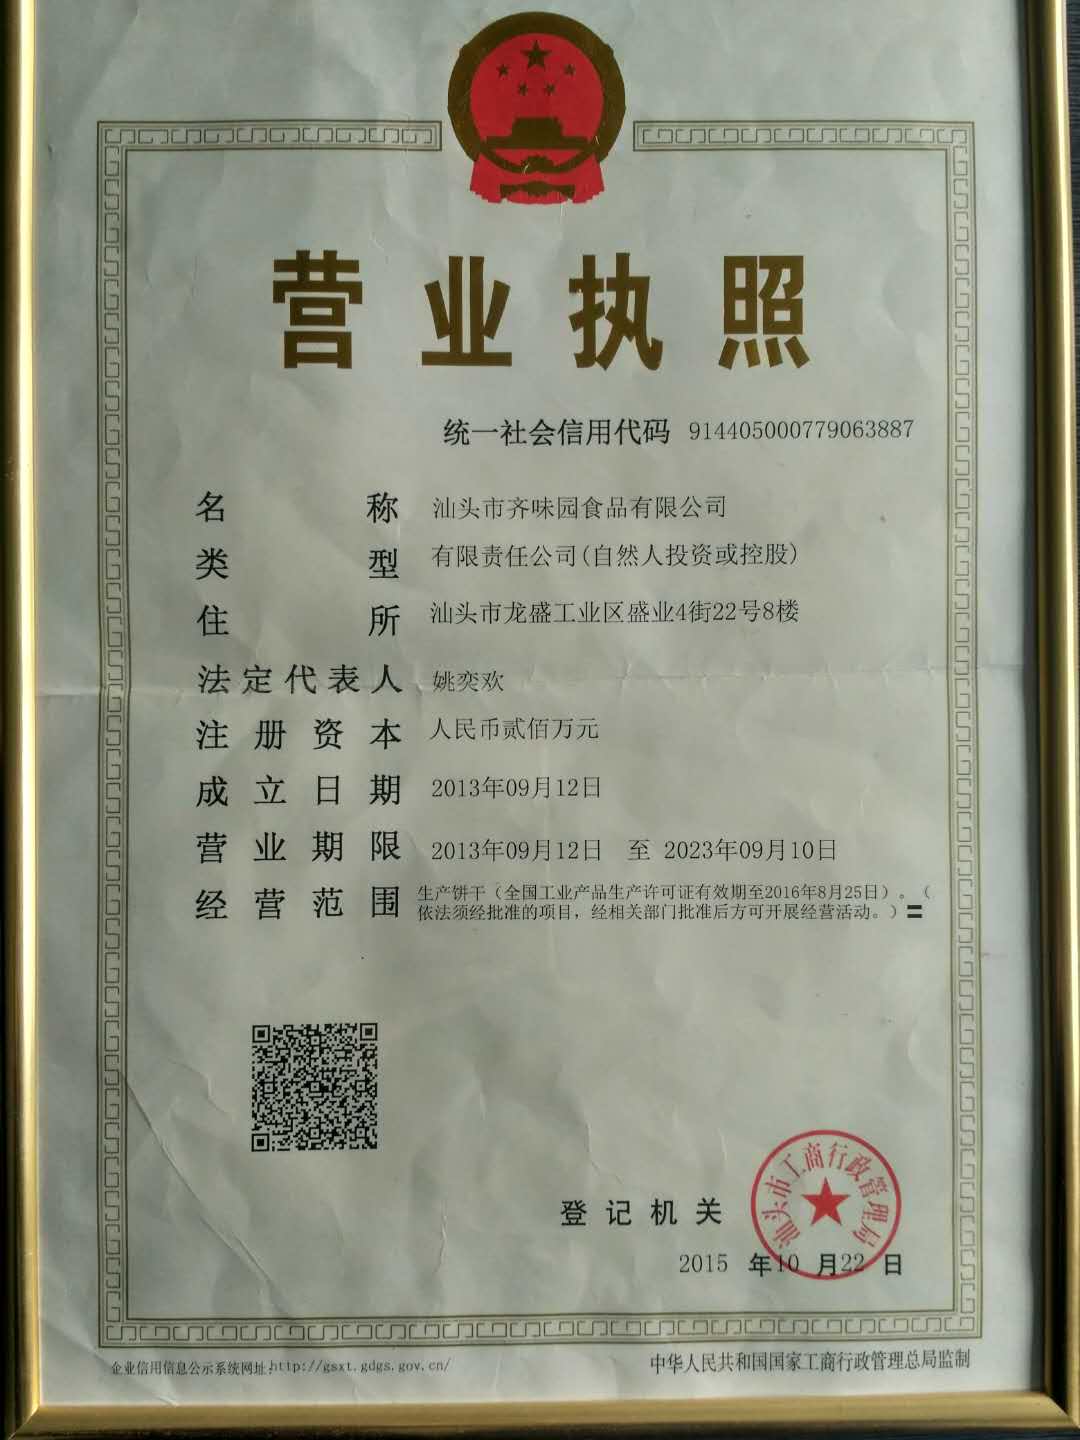 营业执照
统一社会信用代码 914405000779063887
名称 汕头市齐味园食品有限公司
类型 有限责任公司(自然人投资或控股)
住所 汕头市龙盛工业区盛业4街22号8楼
法定代表人 姚奕欢
注册资本 人民币贰佰万元
成立日期 2013年09月12日
营业期限 2013年09月12日 至 2023年09月10日
经营范围 生产饼干（全国工业产品生产许可证有效期至2016年8月25日）。（
依法须经批准的项目，经相关部门批准后方可开展经营活动。）〓
汕头市工商行政管理局
登记机关
2015 年10 月22 日
企业信用信息公示系统网址:http://gsxt.gdgs.gov.cn/
中华人民共和国国家工商行政管理总局监制